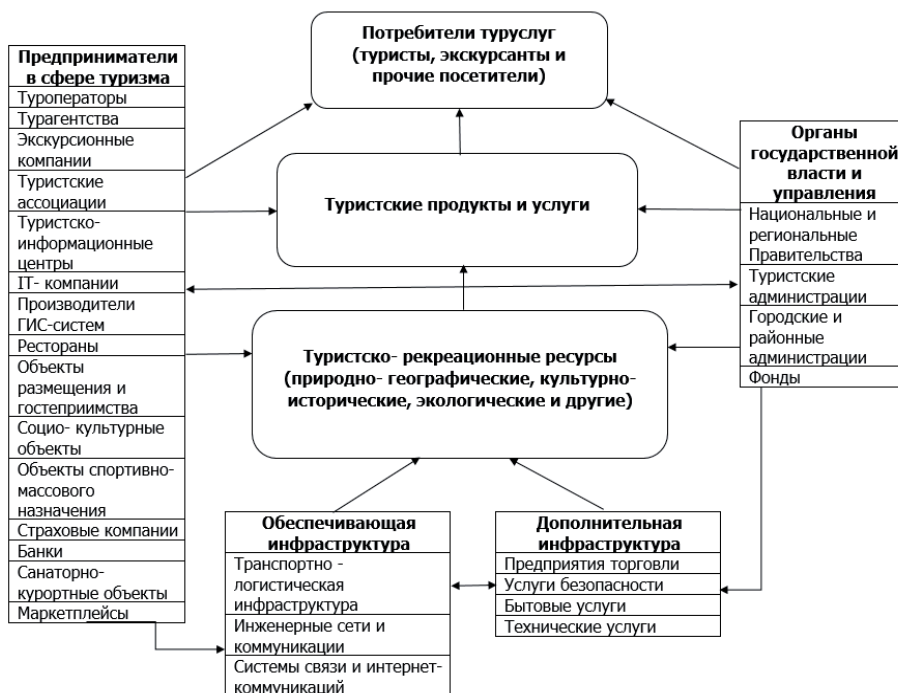 Потребители туруслуг
(туристы, экскурсанты и
прочие посетители)
Предприниматели
в сфере туризма
Туроператоры
Турагентства
Экскурсионные
компании
Туристские
ассоциации
Туристско-
информационные
центры
IT- компании
Производители
ГИС-систем
Рестораны
Объекты
размещения и
гостеприимства
Социо- культурные
объекты
Объекты спортивно-
массового
назначения
Страховые компании
Банки
Санаторно-
курортные объекты
Маркетплейсы
Туристские продукты и услуги
Органы
государственной
власти и
управления
Национальные и
региональные
Правительства
Туристские
администрации
Городские и
районные
администрации
Фонды
Туристско- рекреационные ресурсы
(природно- географические, культурно-
исторические, экологические и другие)
Обеспечивающая
инфраструктура
Транспортно -
логистическая
инфраструктура
Инженерные сети и
коммуникации
Системы связи и интернет-
коммуникаций
Дополнительная
инфраструктура
Предприятия торговли
Услуги безопасности
Бытовые услуги
Технические услуги